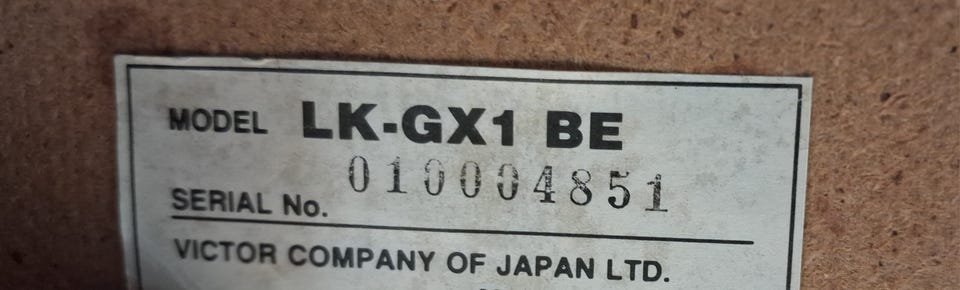 MODEL LK-GX1 BE
010004851
SERIAL No.
VICTOR COMPANY OF JAPAN LTD.